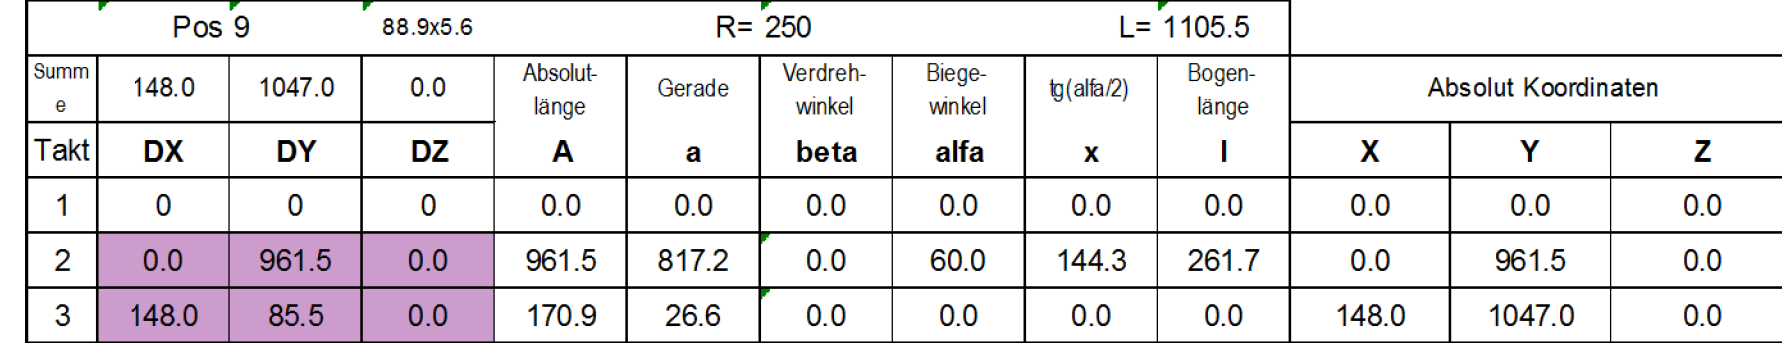 Pos 9 88.9x5.6 R= 250 L= 1105.5
Summe 148.0 1047.0 0.0 Absolut-länge Gerade Verdreh-winkel Biege-winkel tg(alfa/2) Bogen-länge Absolut Koordinaten
Takt DX DY DZ A a beta alfa x l X Y Z
1 0 0 0 0.0 0.0 0.0 0.0 0.0 0.0 0.0 0.0 0.0
2 0.0 961.5 0.0 961.5 817.2 0.0 60.0 144.3 261.7 0.0 961.5 0.0
3 148.0 85.5 0.0 170.9 26.6 0.0 0.0 0.0 0.0 148.0 1047.0 0.0